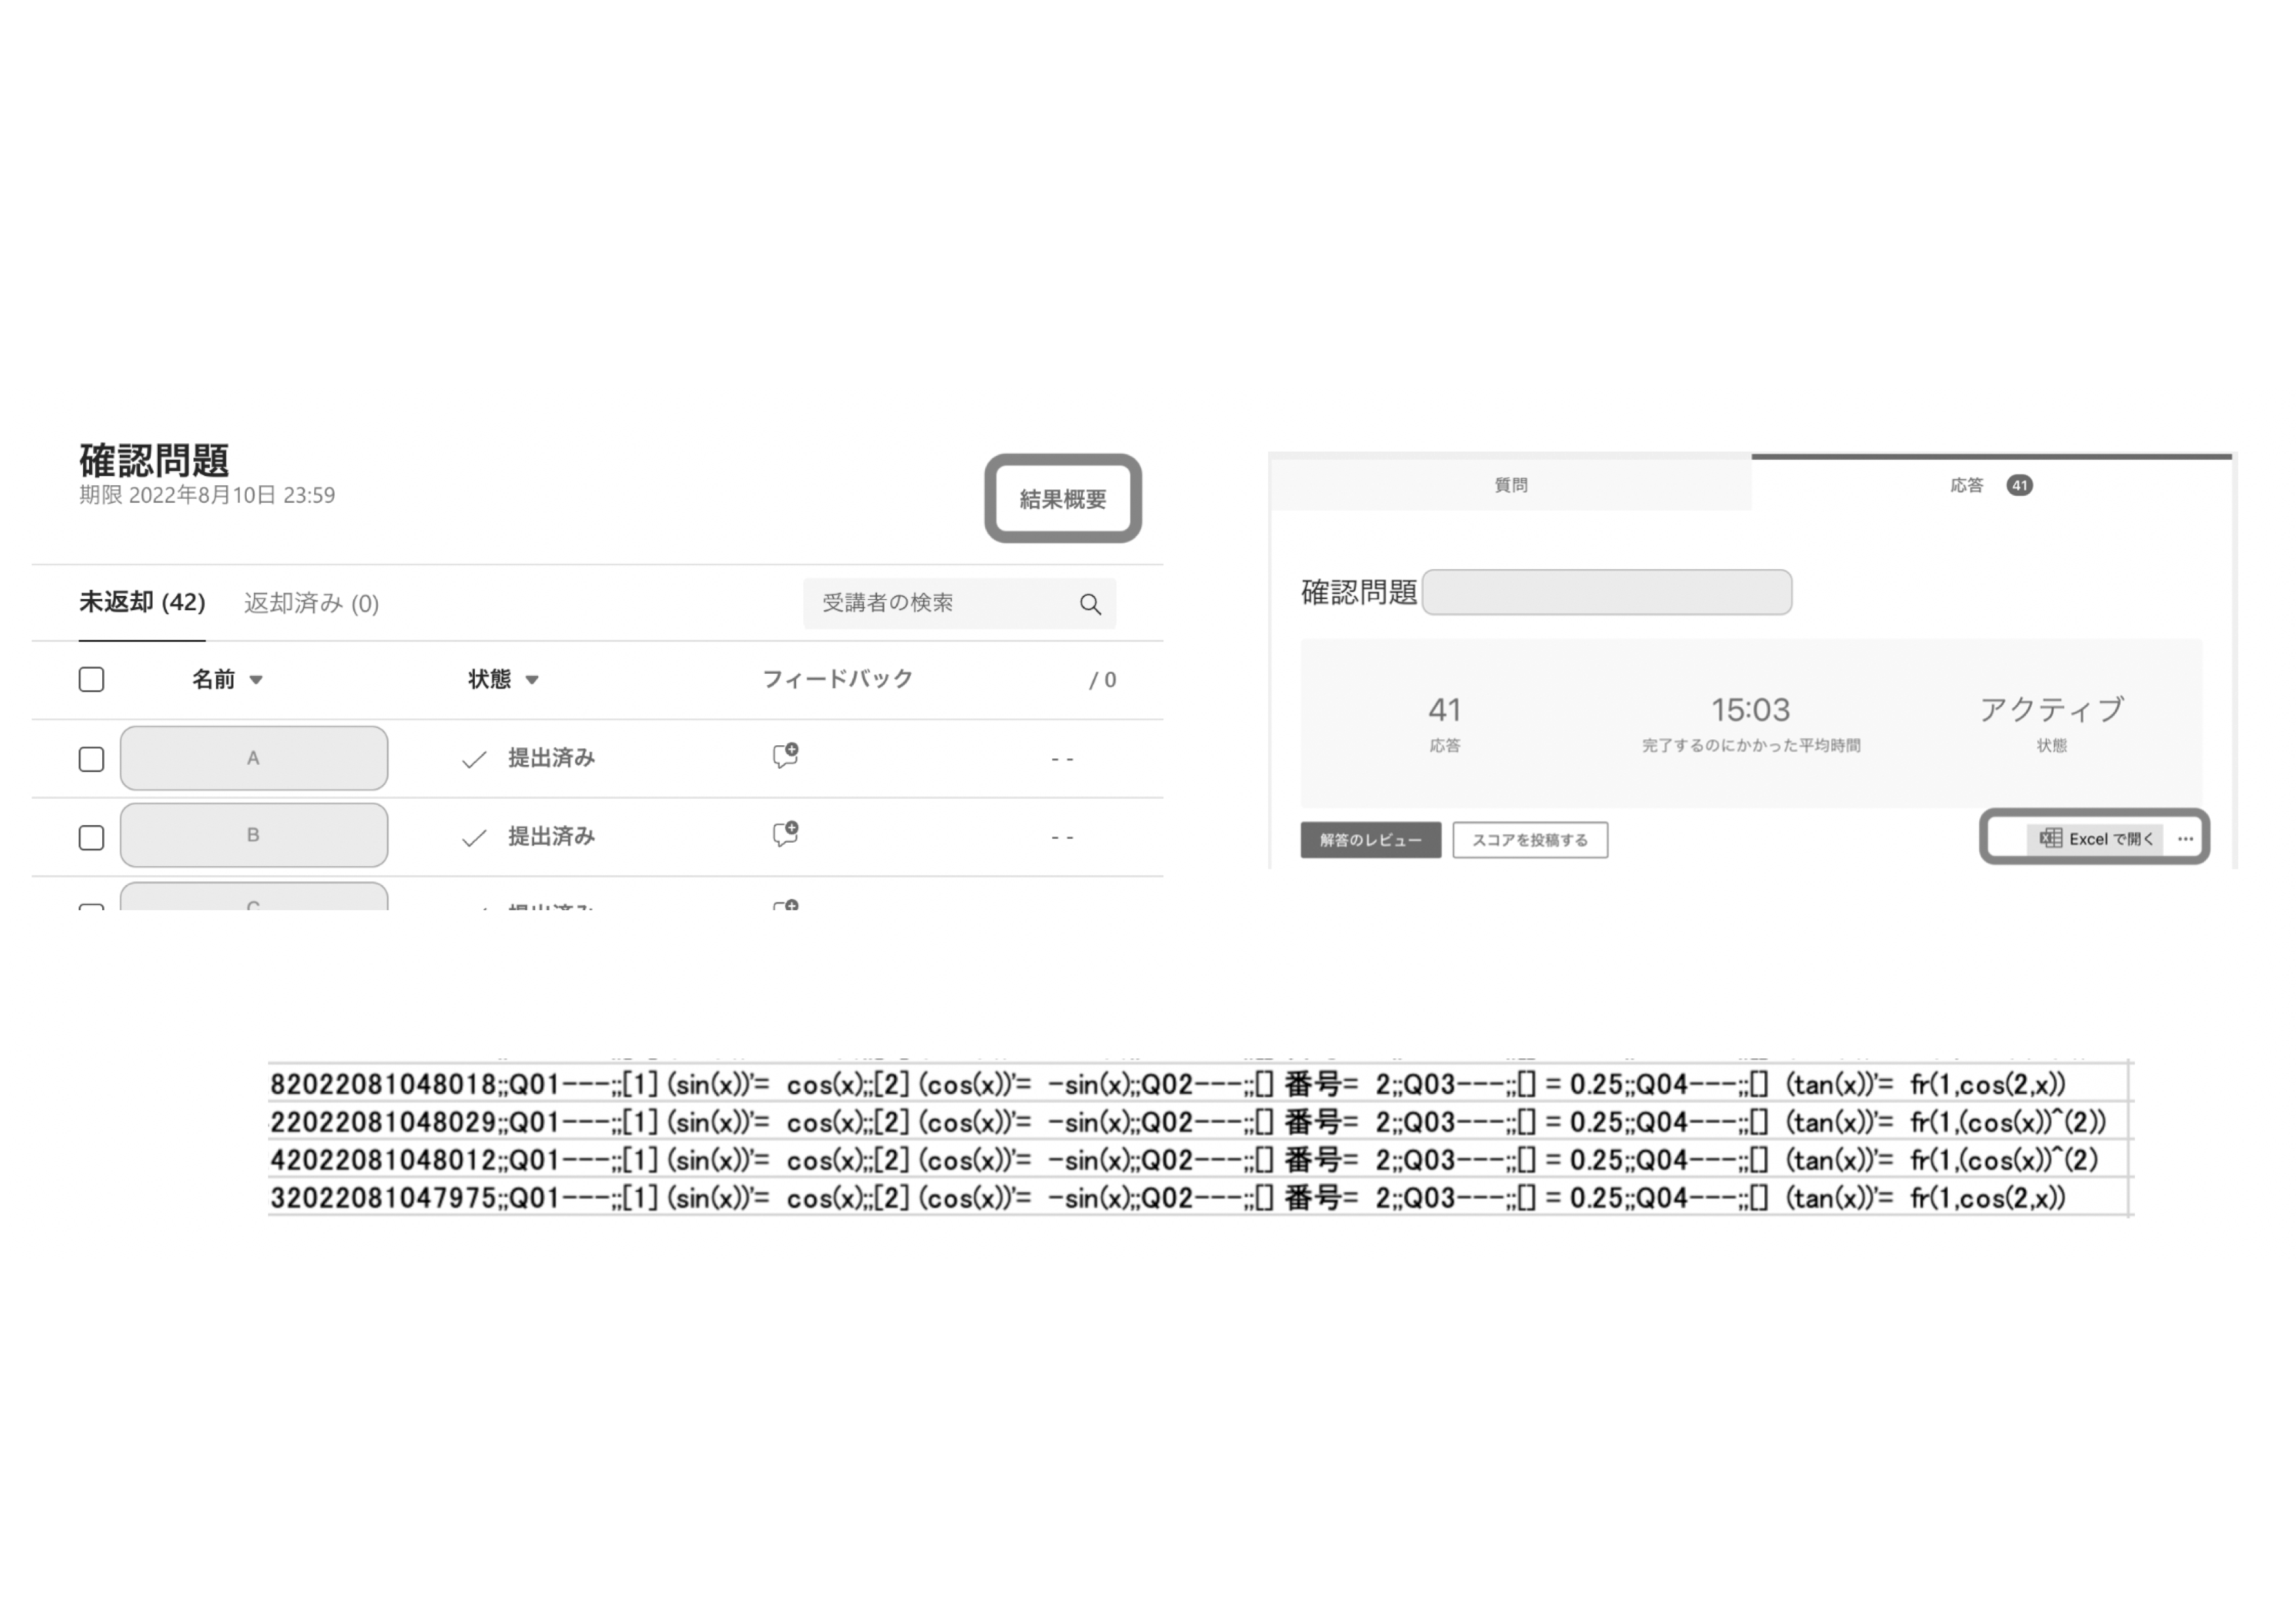 確認問題
期限 2022年8月10日 23:59
結果概要
未返却 (42) 返却済み (0) 受講者の検索
名前 状態 フィードバック / 0
A 提出済み - -
B 提出済み - -
質問 応答 41
確認問題
41 15:03 アクティブ
応答 完了するのにかかった平均時間 状態
解答のレビュー スコアを投稿する Excel で開く ...
82022081048018;;Q01---;;[1] (sin(x))'= cos(x);;[2] (cos(x))'= -sin(x);;Q02---;;[] 番号= 2;;Q03---;;[] = 0.25;;Q04---;;[] (tan(x))'= fr(1,cos(2,x))
22022081048029;;Q01---;;[1] (sin(x))'= cos(x);;[2] (cos(x))'= -sin(x);;Q02---;;[] 番号= 2;;Q03---;;[] = 0.25;;Q04---;;[] (tan(x))'= fr(1,(cos(x))^(2))
42022081048012;;Q01---;;[1] (sin(x))'= cos(x);;[2] (cos(x))'= -sin(x);;Q02---;;[] 番号= 2;;Q03---;;[] = 0.25;;Q04---;;[] (tan(x))'= fr(1,(cos(x))^(2)
32022081047975;;Q01---;;[1] (sin(x))'= cos(x);;[2] (cos(x))'= -sin(x);;Q02---;;[] 番号= 2;;Q03---;;[] = 0.25;;Q04---;;[] (tan(x))'= fr(1,cos(2,x))